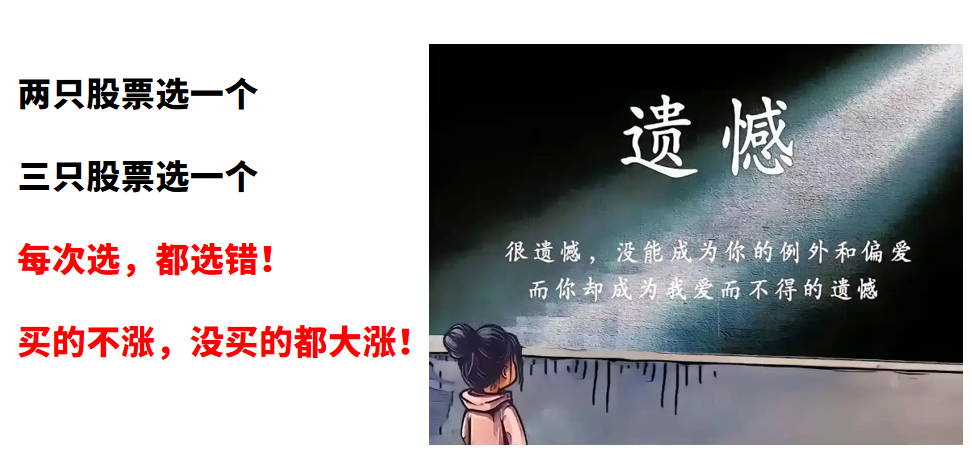 两只股票选一个
三只股票选一个
每次选，都选错！
买的不涨，没买的都大涨！
遗憾
很遗憾，没能成为你的例外和偏爱
而你却成为我爱而不得的遗憾